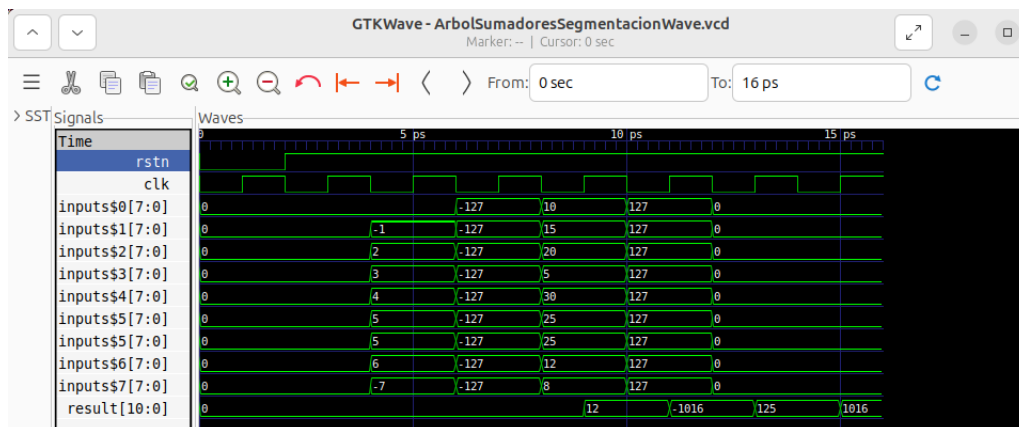 GTKWave - ArbolSumadoresSegmentacionWave.vcd
Marker: -- | Cursor: 0 sec
From: 0 sec To: 16 ps
SST Signals Waves
Time 0 5 ps 10 ps 15 ps
rstn
clk
inputs$0[7:0] 0 -127 10 127 0
inputs$1[7:0] 0 -1 -127 15 127 0
inputs$2[7:0] 0 2 -127 20 127 0
inputs$3[7:0] 0 3 -127 5 127 0
inputs$4[7:0] 0 4 -127 30 127 0
inputs$5[7:0] 0 5 -127 25 127 0
inputs$5[7:0] 0 5 -127 25 127 0
inputs$6[7:0] 0 6 -127 12 127 0
inputs$7[7:0] 0 -7 -127 8 127 0
result[10:0] 0 12 -1016 125 1016